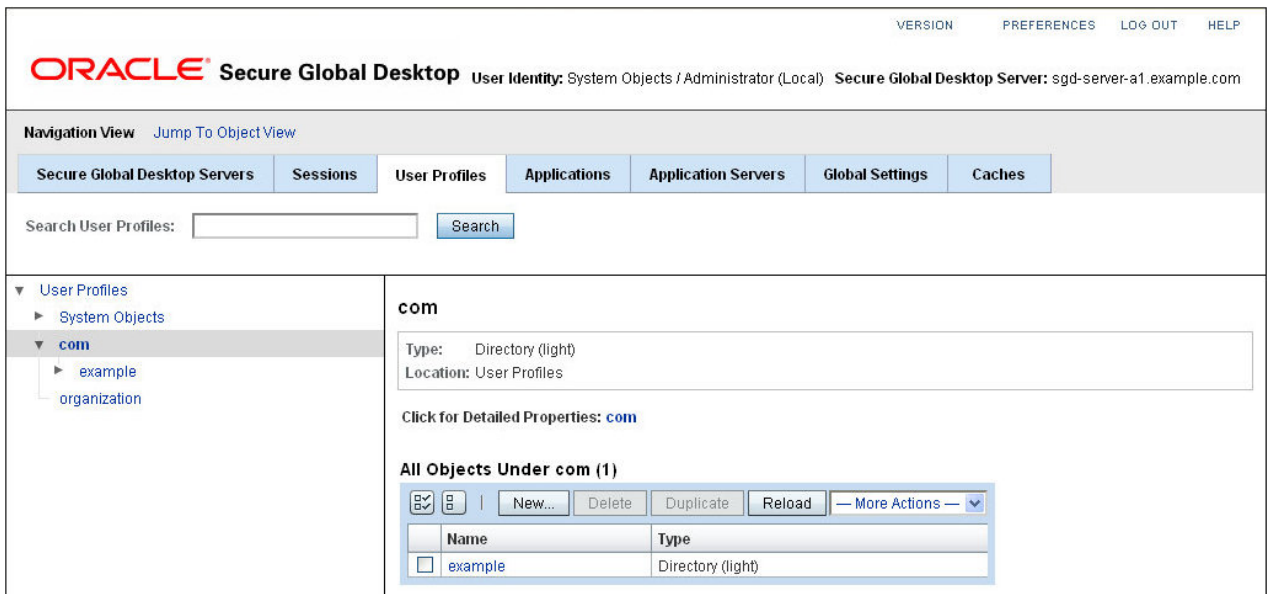 VERSION PREFERENCES LOG OUT HELP
ORACLE Secure Global Desktop User Identity: System Objects / Administrator (Local) Secure Global Desktop Server: sgd-server-a1.example.com
Navigation View Jump To Object View
Secure Global Desktop Servers Sessions User Profiles Applications Application Servers Global Settings Caches
Search User Profiles: Search
User Profiles
System Objects
com
example
organization
com
Type: Directory (light)
Location: User Profiles
Click for Detailed Properties: com
All Objects Under com (1)
New... Delete Duplicate Reload — More Actions —
Name Type
example Directory (light)